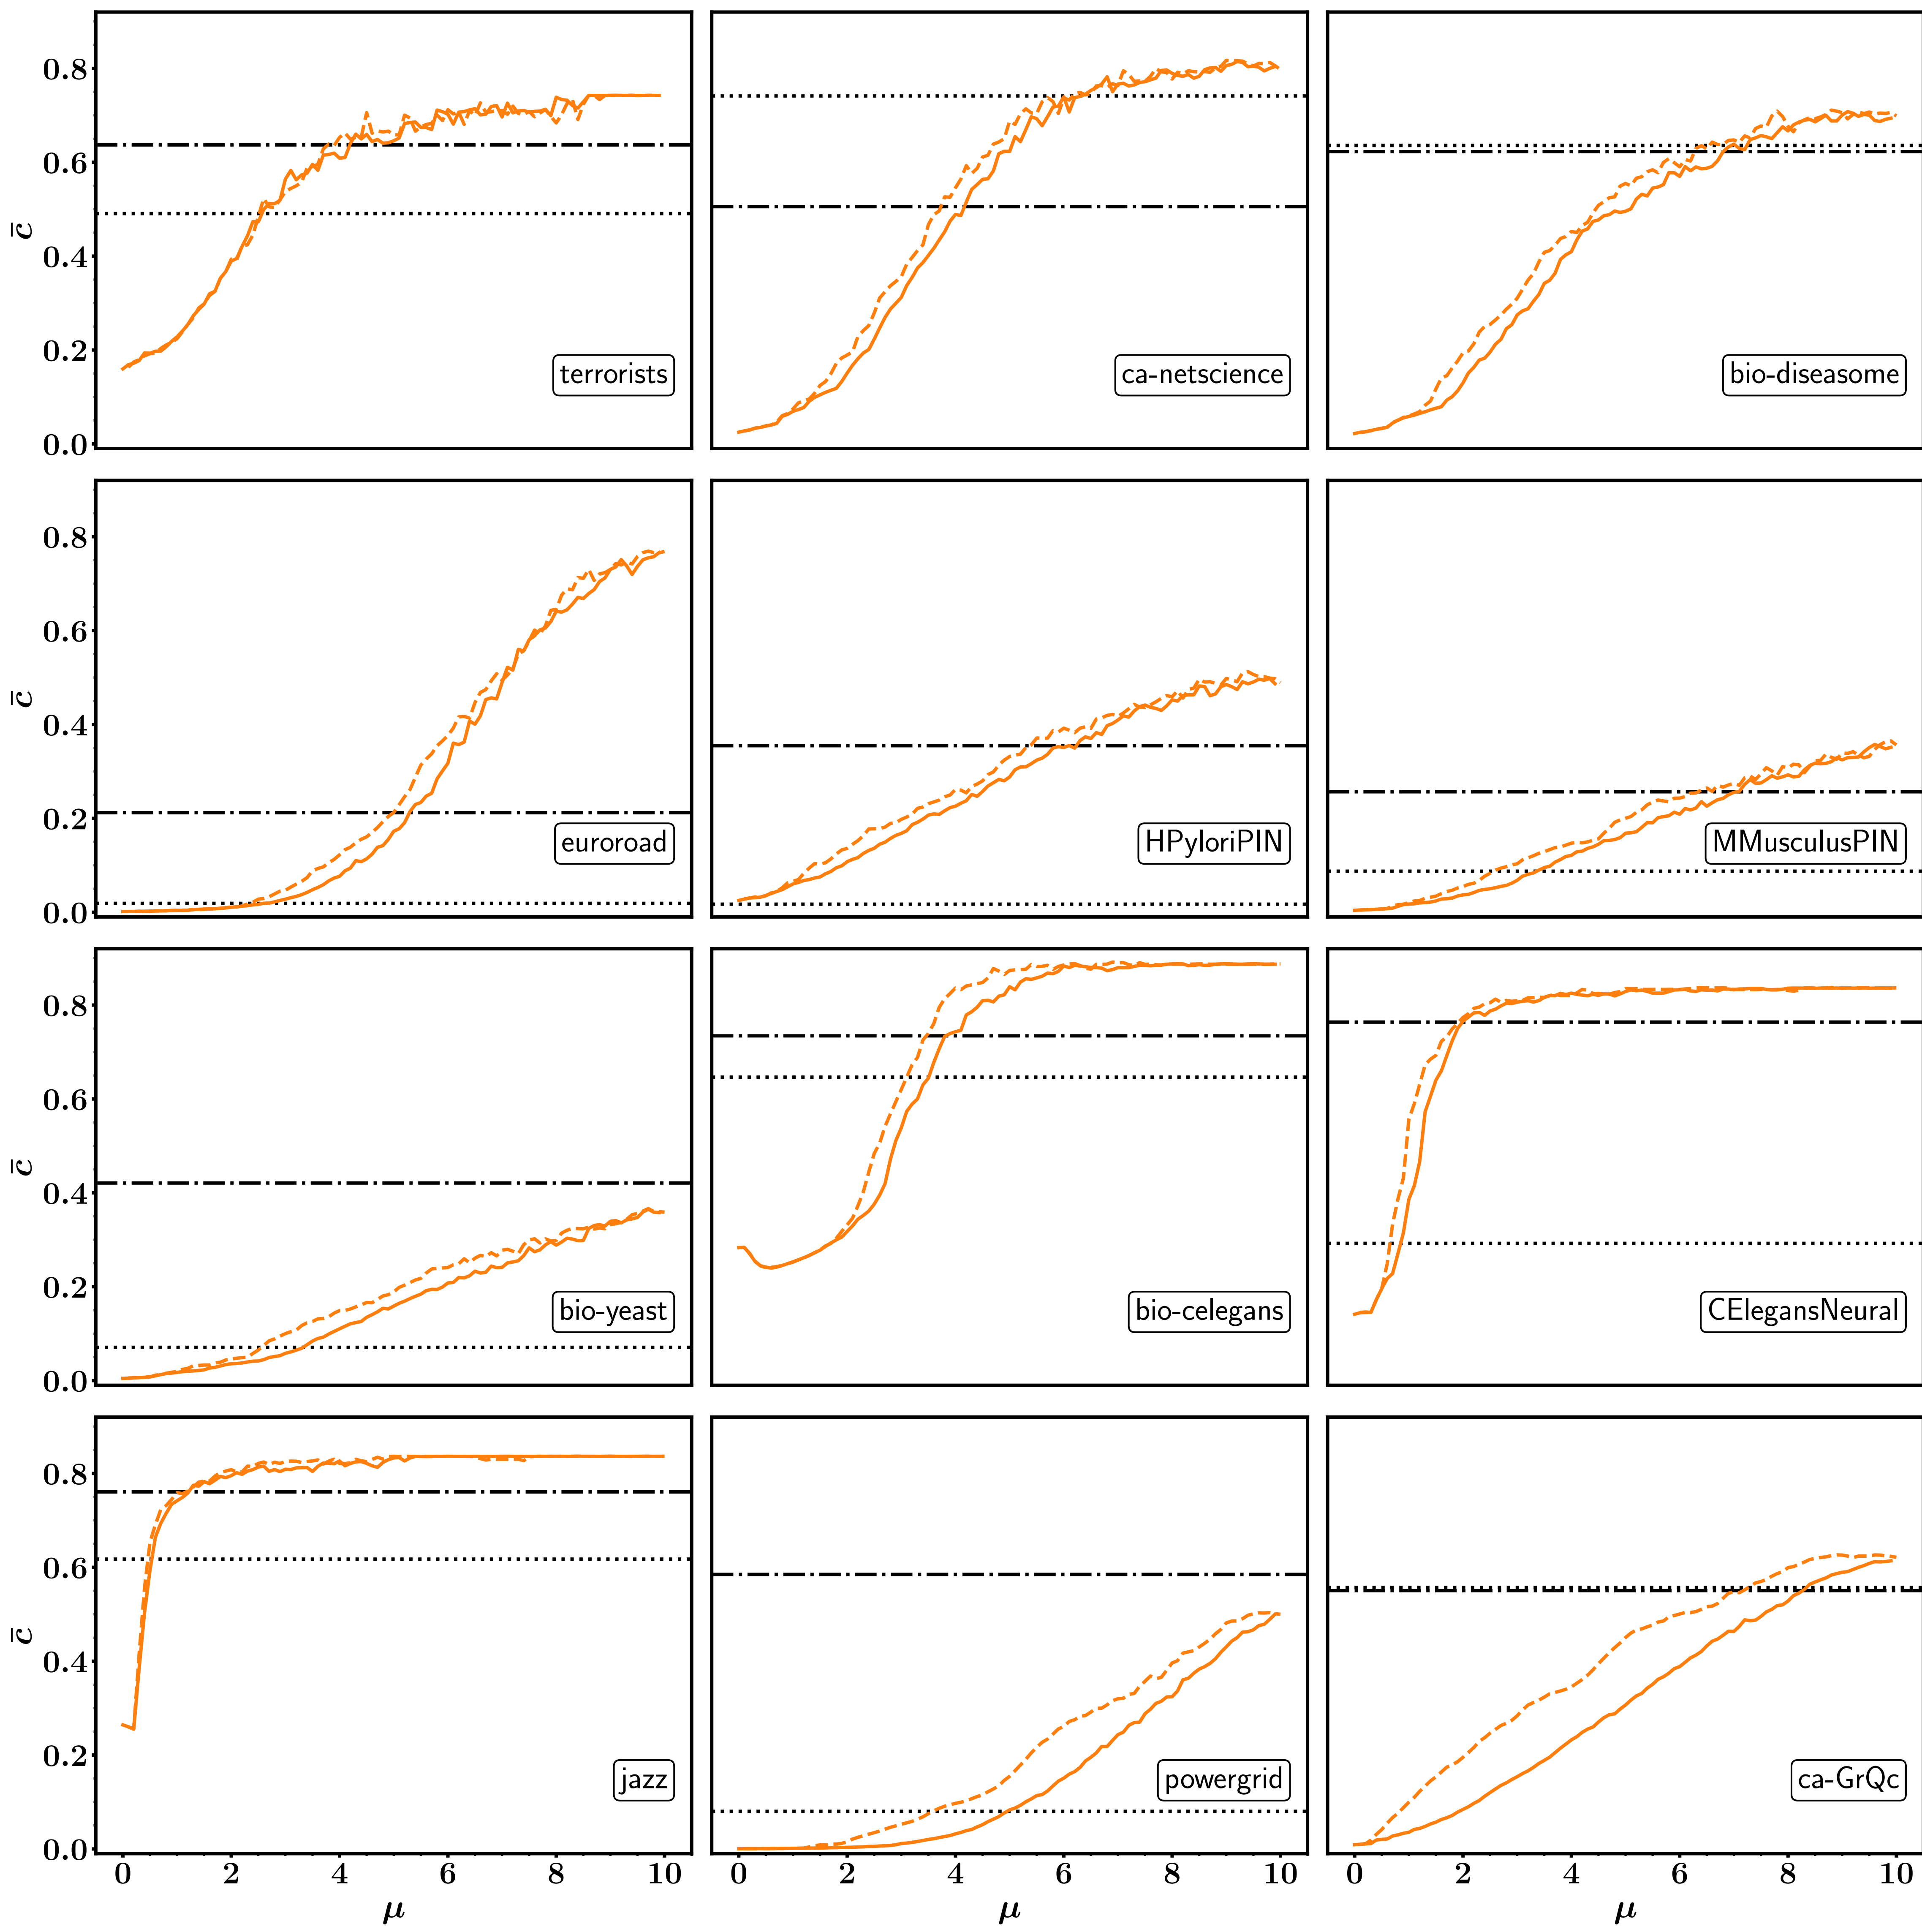 0.8
0.6
0.4
0.2
0.0
c̄
terrorists
ca-netscience
bio-diseasome
0.8
0.6
0.4
0.2
0.0
c̄
euroroad
HPyloriPIN
MMusculusPIN
0.8
0.6
0.4
0.2
0.0
c̄
bio-yeast
bio-celegans
CElegansNeural
0.8
0.6
0.4
0.2
0.0
c̄
jazz
powergrid
ca-GrQc
0 2 4 6 8 10
0 2 4 6 8 10
0 2 4 6 8 10
μ
μ
μ